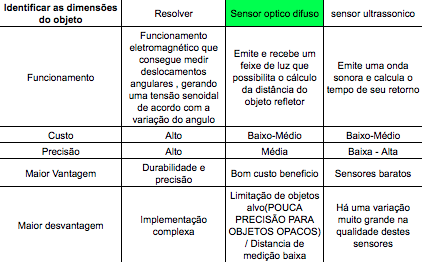 Identificar as dimensões
do objeto
Resolver
Sensor optico difuso
sensor ultrassonico
Funcionamento
Funcionamento
eletromagnético que
consegue medir
deslocamentos
angulares , gerando
uma tensão senoidal
de acordo com a
variação do angulo
Emite e recebe um
feixe de luz que
possibilita o cálculo
da distância do
objeto refletor
Emite uma onda
sonora e calcula o
tempo de seu retorno
Custo
Alto
Baixo-Médio
Baixo-Médio
Precisão
Alto
Média
Baixa - Alta
Maior Vantagem
Durabilidade e
precisão
Bom custo beneficio
Sensores baratos
Maior desvantagem
Implementação
complexa
Limitação de objetos
alvo(POUCA
PRECISÃO PARA
OBJETOS OPACOS)
/ Distancia de
medição baixa
Há uma variação
muito grande na
qualidade destes
sensores